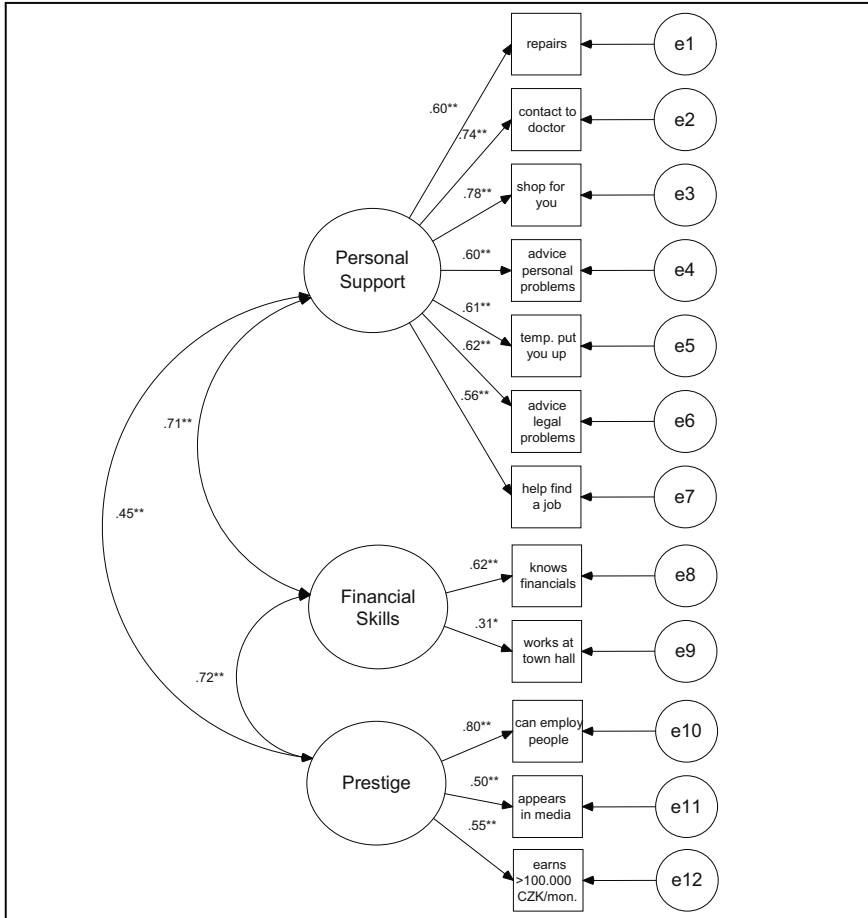 repairs
e1
.60**
contact to
doctor
e2
.74**
shop for
you
e3
.78**
Personal
Support
.60**
advice
personal
problems
e4
.61**
temp. put
you up
e5
.62**
advice
legal
problems
e6
.56**
help find
a job
e7
.71**
.45**
Financial
Skills
.62**
knows
financials
e8
.31*
works at
town hall
e9
.72**
Prestige
.80**
can employ
people
e10
.50**
appears
in media
e11
.55**
earns
>100.000
CZK/mon.
e12